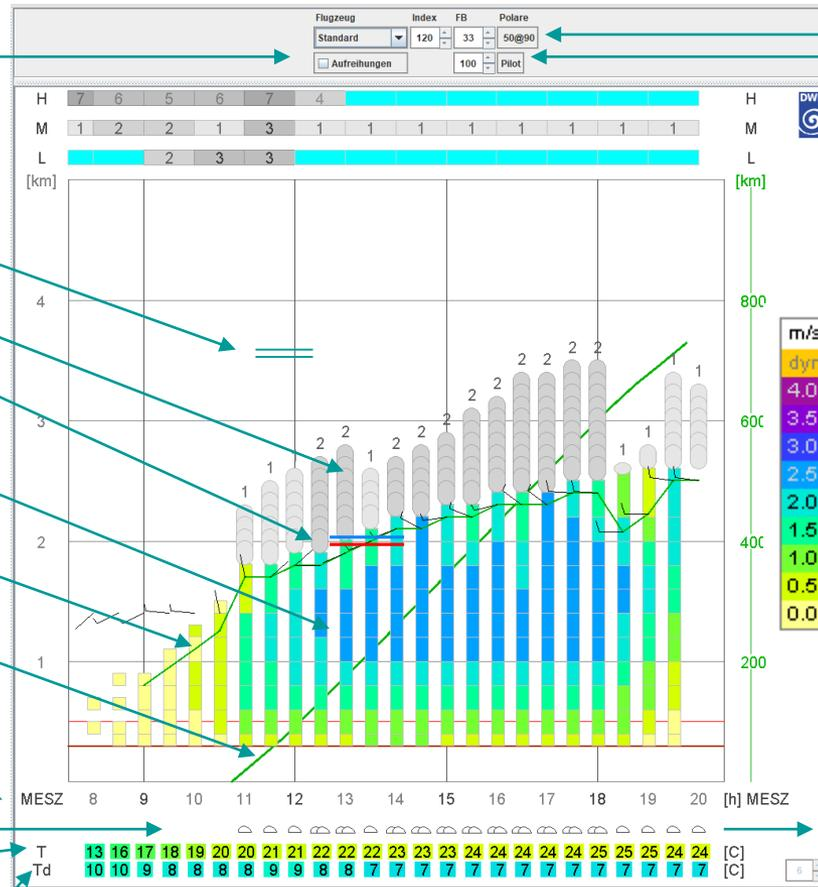 Flugzeug Index FB Polare
Standard 120 33 50@90
Aufreihungen 100 Pilot
H 7 6 5 6 7 4 H
M 1 2 2 1 3 1 1 1 1 1 1 1 1 M
L 2 3 3 L
[km] [km]
4 800
2 2 2 2 1
2 1
2
3 2 600
2 2 1
2 1 2 2
1 1
1
2 400
1 200
MESZ 8 9 10 11 12 13 14 15 16 17 18 19 20 [h] MESZ
T 13 16 17 18 19 20 20 21 21 22 22 22 23 23 24 24 24 24 24 25 25 25 24 24 24 [C]
Td 10 10 9 8 8 8 8 9 9 8 8 7 7 7 7 7 7 7 7 7 7 7 7 7 7 [C]
DW
m/s
dyn
4.0
3.5
3.0
2.5
2.0
1.5
1.0
0.5
0.0
6